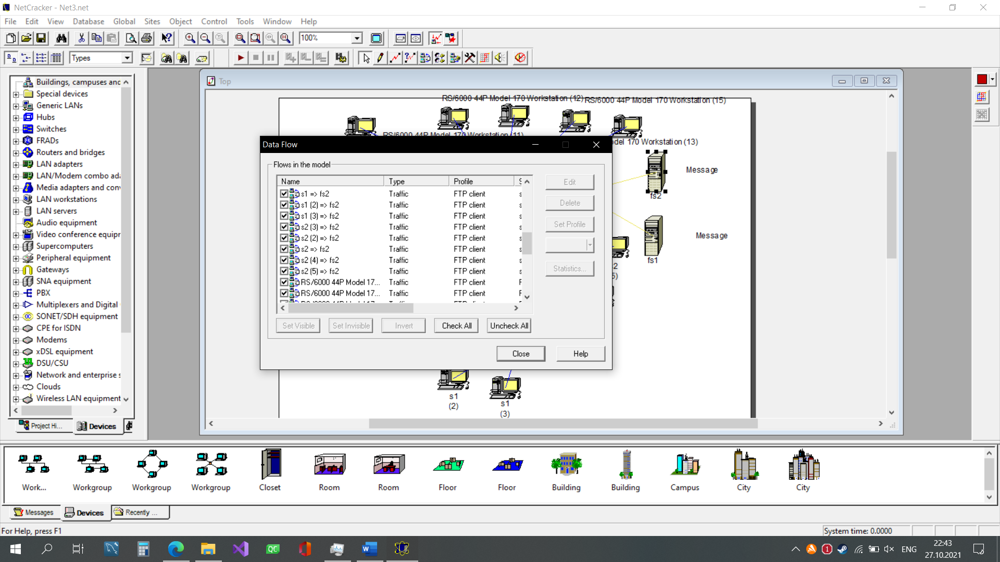 NetCracker - Net3.net
File Edit View Database Global Sites Object Control Tools Window Help
100%
Types
Buildings, campuses and
Special devices
Generic LANs
Hubs
Switches
FRADs
Routers and bridges
LAN adapters
LAN/Modem combo ad
Media adapters and con
LAN workstations
LAN servers
Audio equipment
Video conference equipr
Supercomputers
Peripheral equipment
Gateways
SNA equipment
PBX
Multiplexers and Digital
SONET/SDH equipment
CPE for ISDN
Modems
xDSL equipment
DSU/CSU
Network and enterprise s
Clouds
Wireless LAN equipment
Project Hi...
Devices
Top
RS/6000 44P Model 170 Workstation (12)
RS/6000 44P Model 170 Workstation (15)
RS/6000 44P Model 170 Workstation (11)
del 170 Workstation (13)
Message
fs2
Message
fs1
2
5)
s1
(2)
s1
(3)
Data Flow
Flows in the model
Name Type Profile S
s1 => fs2 Traffic FTP client s
s1 (2) => fs2 Traffic FTP client s
s1 (3) => fs2 Traffic FTP client s
s2 (3) => fs2 Traffic FTP client s
s2 (2) => fs2 Traffic FTP client s
s2 => fs2 Traffic FTP client s
s2 (4) => fs2 Traffic FTP client s
s2 (5) => fs2 Traffic FTP client s
RS/6000 44P Model 17... Traffic FTP client F
RS/6000 44P Model 17... Traffic FTP client F
Edit
Delete
Set Profile
Statistics...
Set Visible Set Invisible Invert Check All Uncheck All
Close Help
Work... Workgroup Workgroup Workgroup Closet Room Room Floor Floor Building Building Campus City City
Messages Devices Recently ...
For Help, press F1
System time: 0.0000
QC
1
ENG
22:43
27.10.2021